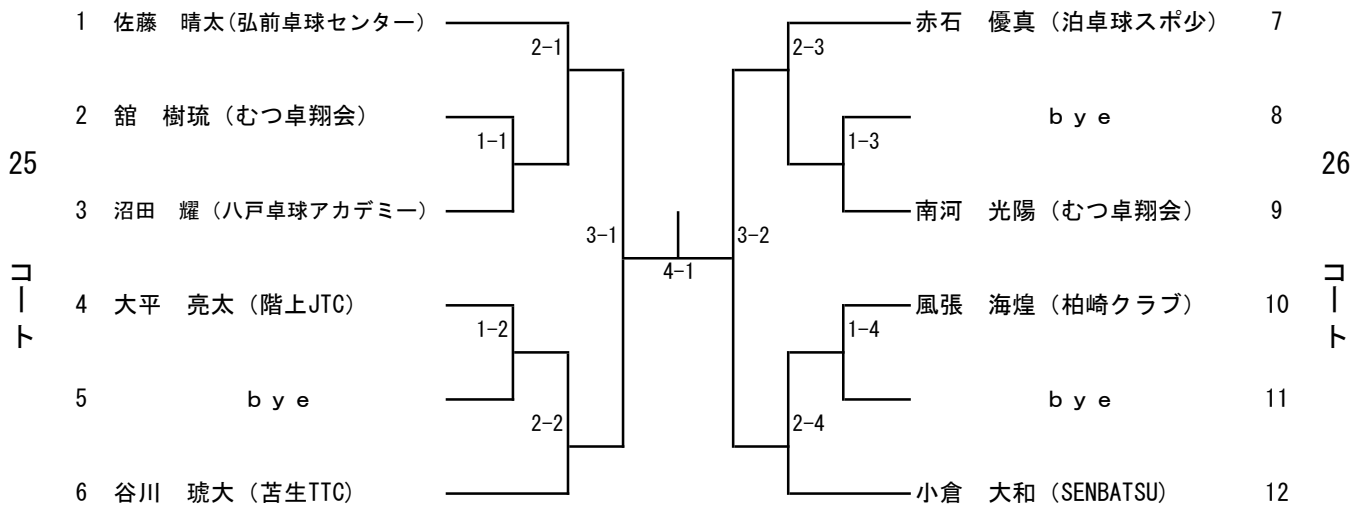 1 佐藤　晴太(弘前卓球センター)
2-1
2 舘　樹琉（むつ卓翔会）
1-1
25
3 沼田　耀（八戸卓球アカデミー）
3-1
コート
4 大平　亮太（階上JTC）
1-2
5 ｂｙｅ
2-2
6 谷川　琥大（苫生TTC）
4-1
赤石　優真（泊卓球スポ少） 7
2-3
ｂｙｅ 8
1-3
26
南河　光陽（むつ卓翔会） 9
3-2
コート
風張　海煌（柏崎クラブ） 10
1-4
ｂｙｅ 11
2-4
小倉　大和（SENBATSU） 12